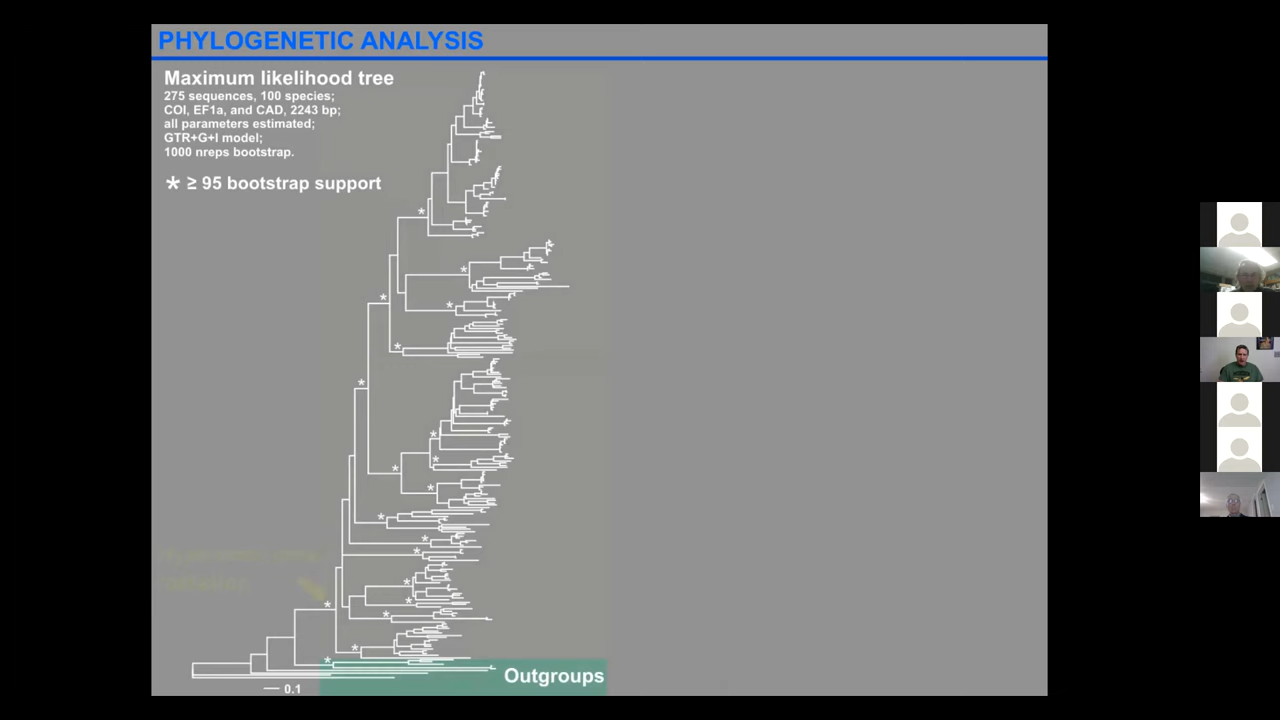 PHYLOGENETIC ANALYSIS
Maximum likelihood tree
275 sequences, 100 species;
COI, EF1a, and CAD, 2243 bp;
all parameters estimated;
GTR+G+I model;
1000 nreps bootstrap.
* ≥ 95 bootstrap support
Outgroups
0.1